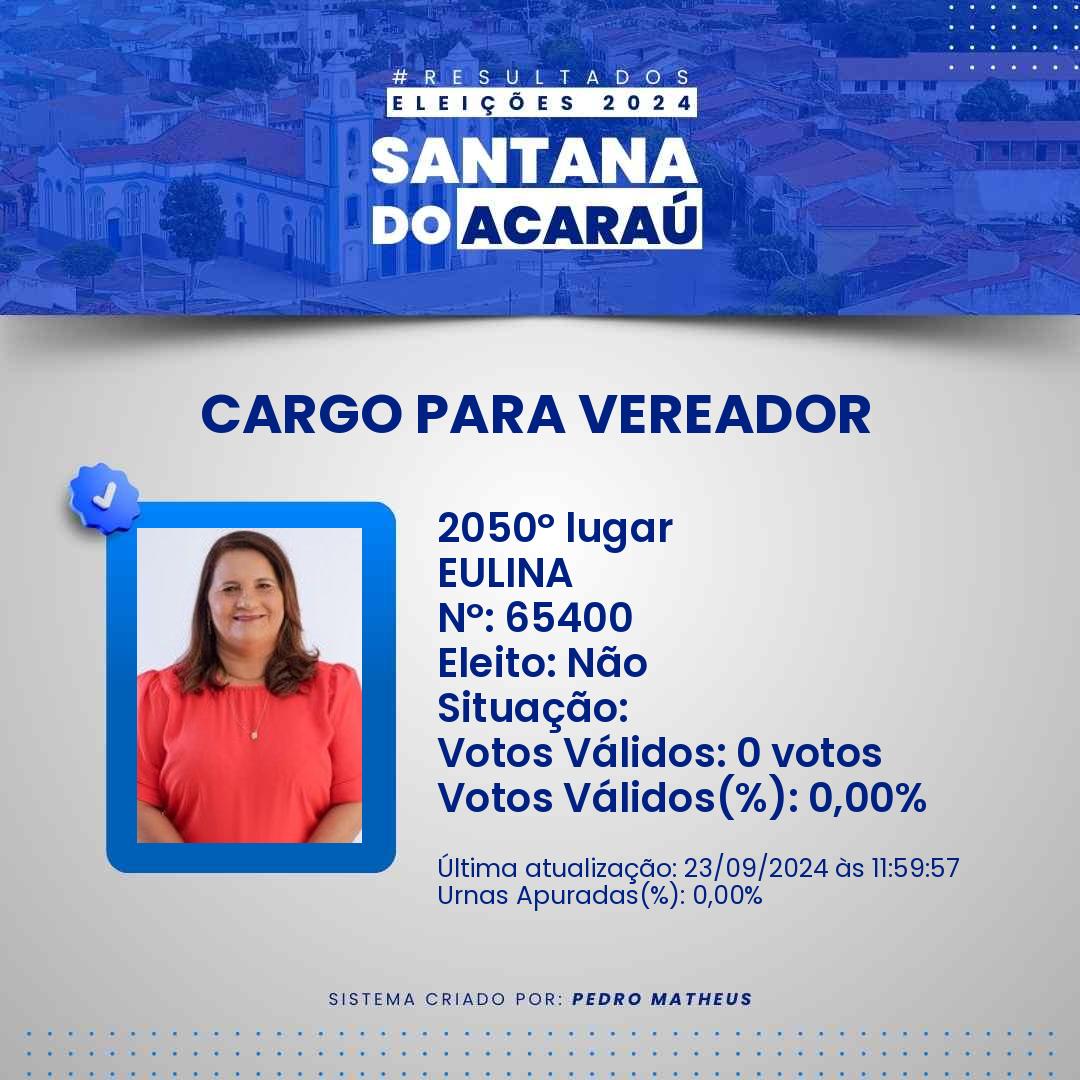 #RESULTADOS
ELEIÇÕES 2024
SANTANA
DO ACARAÚ
CARGO PARA VEREADOR
2050º lugar
EULINA
Nº: 65400
Eleito: Não
Situação:
Votos Válidos: 0 votos
Votos Válidos(%): 0,00%
Última atualização: 23/09/2024 às 11:59:57
Urnas Apuradas(%): 0,00%
SISTEMA CRIADO POR: PEDRO MATHEUS